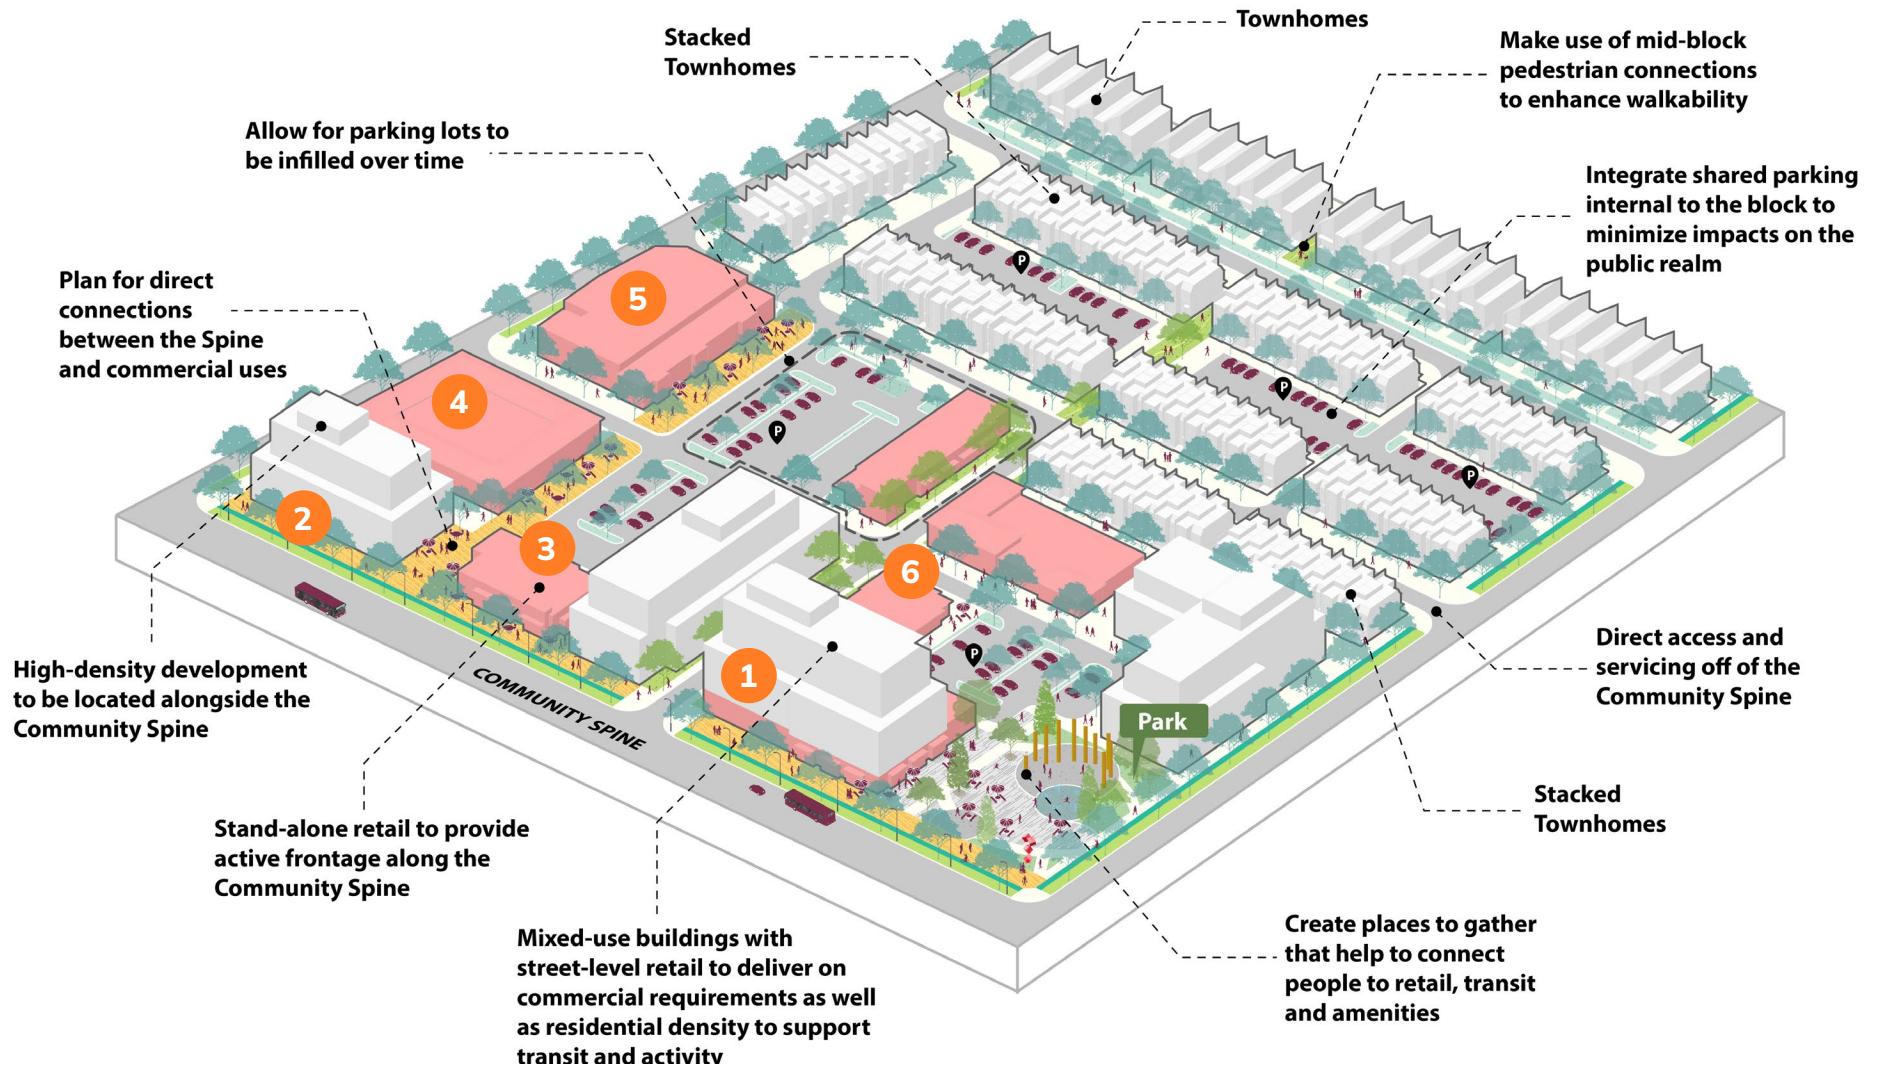 Townhomes
Stacked
Townhomes
Make use of mid-block
pedestrian connections
to enhance walkability
Allow for parking lots to
be infilled over time
Integrate shared parking
internal to the block to
minimize impacts on the
public realm
Plan for direct
connections
between the Spine
and commercial uses
5
4
2
3
6
1
P
P
P
P
P
High-density development
to be located alongside the
Community Spine
COMMUNITY SPINE
Park
Direct access and
servicing off of the
Community Spine
Stacked
Townhomes
Stand-alone retail to provide
active frontage along the
Community Spine
Mixed-use buildings with
street-level retail to deliver on
commercial requirements as well
as residential density to support
transit and activity
Create places to gather
that help to connect
people to retail, transit
and amenities